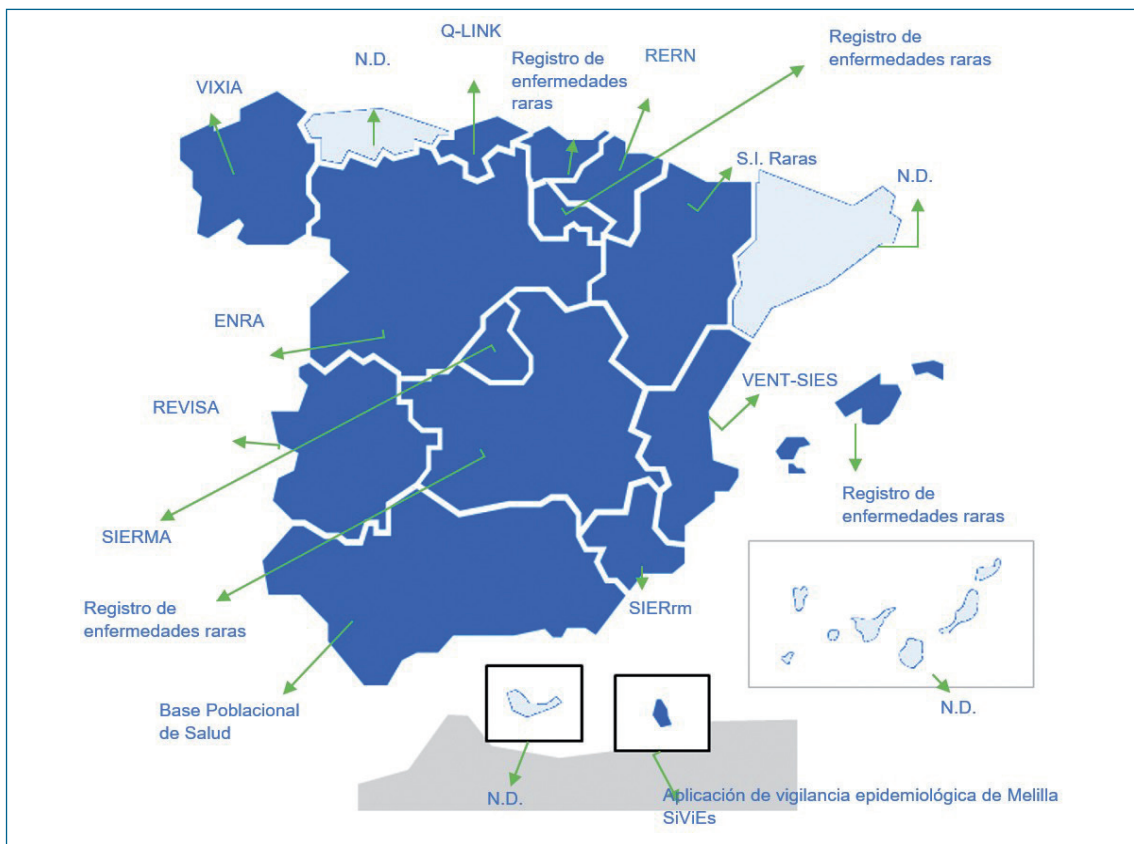 Q-LINK
N.D.
Registro de
enfermedades
raras
RERN
Registro de
enfermedades raras
VIXIA
S.I. Raras
N.D.
ENRA
REVISA
VENT-SIES
Registro de
enfermedades raras
SIERMA
SIERrm
Registro de
enfermedades raras
Base Poblacional
de Salud
N.D.
N.D.
Aplicación de vigilancia epidemiológica de Melilla
SiViEs